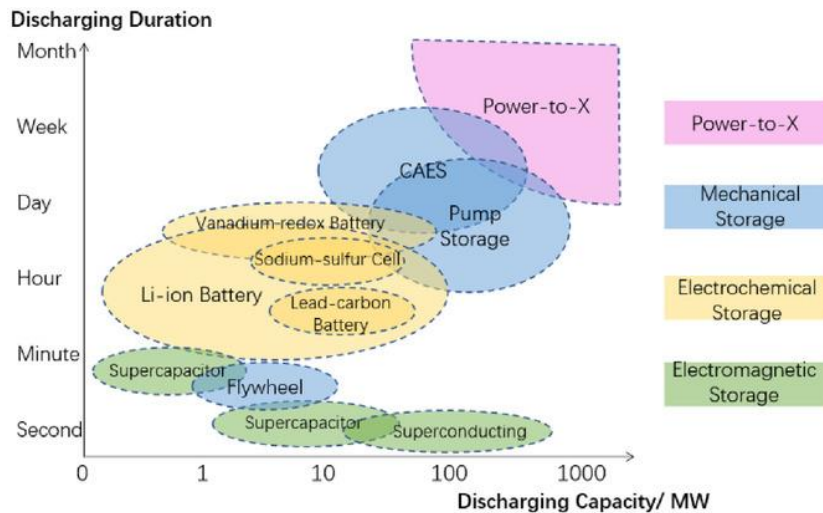 Discharging Duration
Month
Week
Day
Hour
Minute
Second
Power-to-X
CAES
Pump
Storage
Vanadium-redox Battery
Sodium-sulfur Cell
Li-ion Battery
Lead-carbon
Battery
Supercapacitor
Flywheel
Supercapacitor
Superconducting
0
1
10
100
1000
Discharging Capacity/ MW
Power-to-X
Mechanical
Storage
Electrochemical
Storage
Electromagnetic
Storage